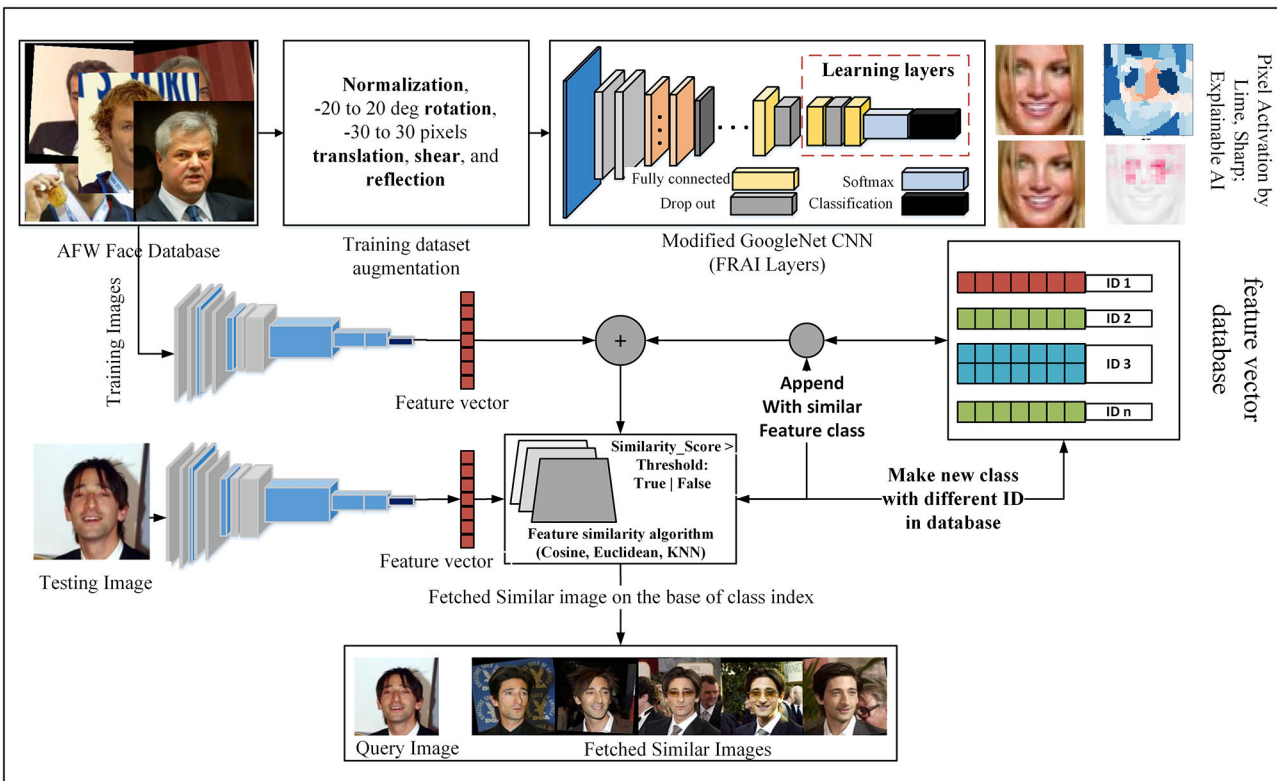 Normalization,
-20 to 20 deg rotation,
-30 to 30 pixels
translation, shear, and
reflection
Learning layers
Fully connected
Drop out
Softmax
Classification
Pixel Activation by
Lime, Sharp;
Explainable AI
AFW Face Database
Training dataset
augmentation
Modified GoogleNet CNN
(FRAI Layers)
Training Images
Feature vector
+
Append
With similar
Feature class
ID 1
ID 2
ID 3
ID n
feature vector
database
Testing Image
Feature vector
Similarity_Score >
Threshold:
True | False
Feature similarity algorithm
(Cosine, Euclidean, KNN)
Make new class
with different ID
in database
Fetched Similar image on the base of class index
Query Image
Fetched Similar Images